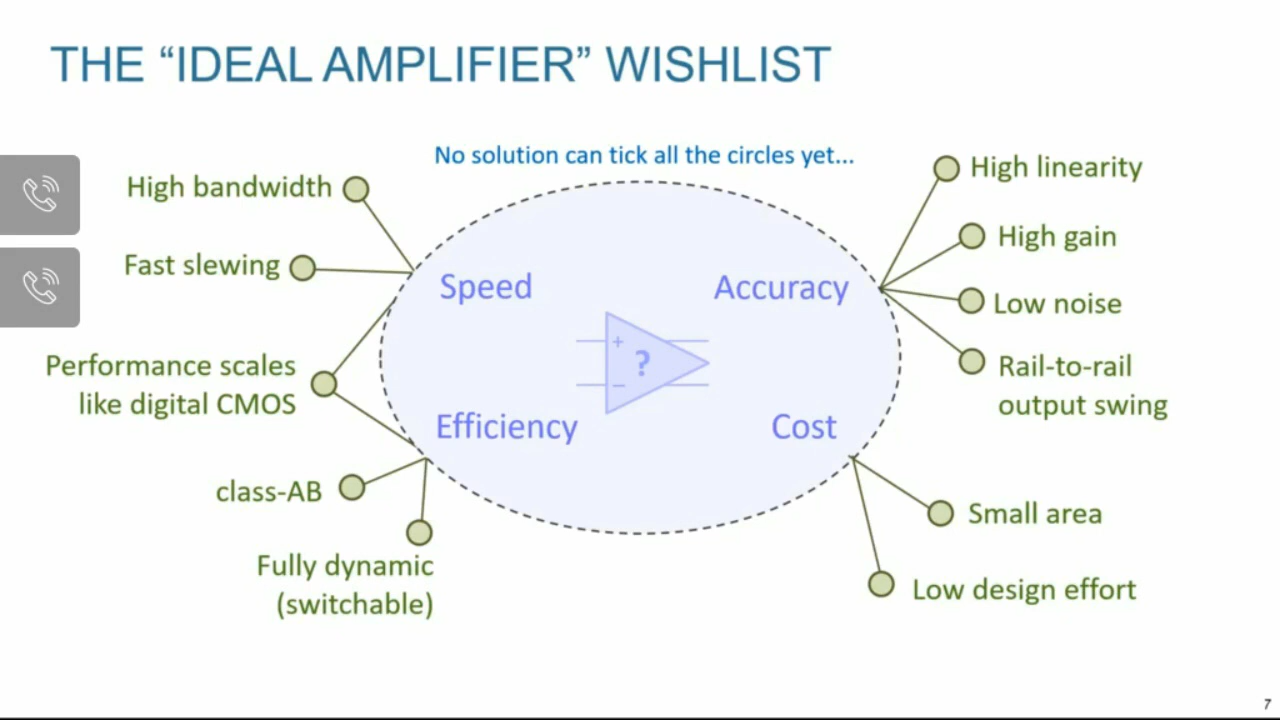 THE “IDEAL AMPLIFIER” WISHLIST
No solution can tick all the circles yet...
High bandwidth
Fast slewing
Performance scales
like digital CMOS
class-AB
Fully dynamic
(switchable)
Speed
Accuracy
+
?
−
Efficiency
Cost
High linearity
High gain
Low noise
Rail-to-rail
output swing
Small area
Low design effort
7